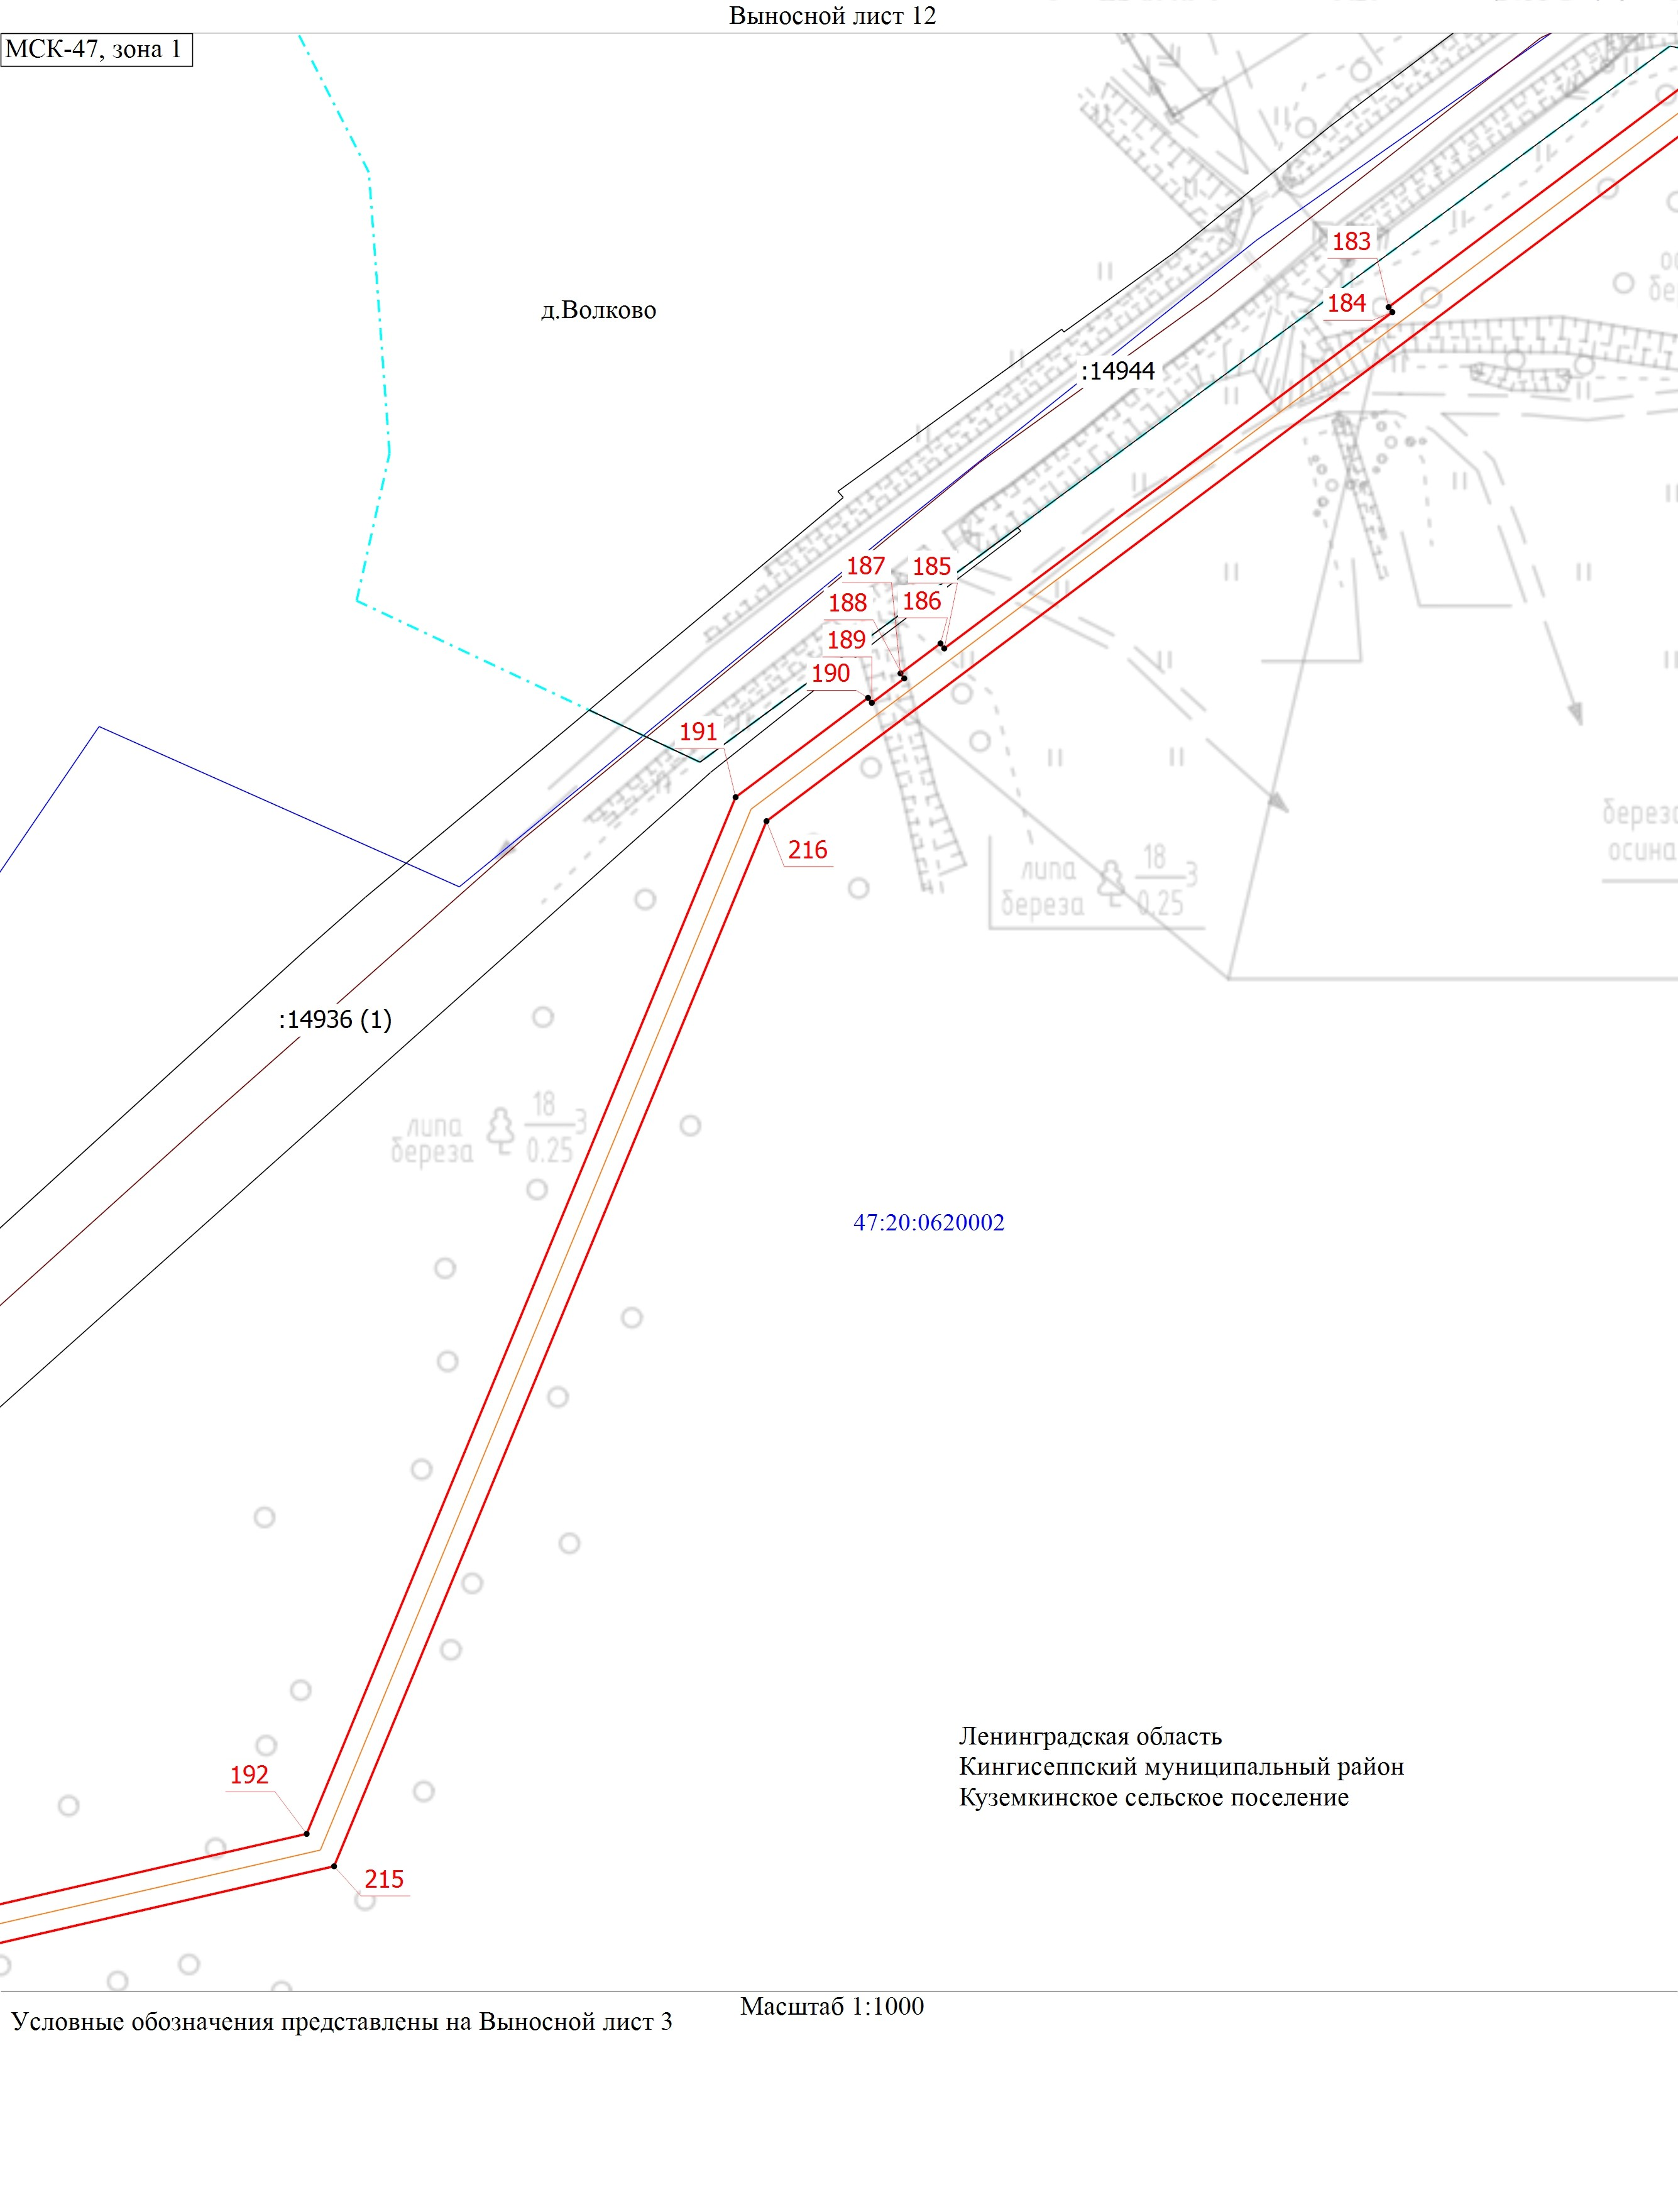 Выносной лист 12
МСК-47, зона 1
183
д.Волково
184
:14944
187
185
188
186
189
190
191
береза
осина
216
липа 18 3
береза 0.25
:14936 (1)
липа 18 3
береза 0.25
47:20:0620002
Ленинградская область
Кингисеппский муниципальный район
Куземкинское сельское поселение
192
215
Масштаб 1:1000
Условные обозначения представлены на Выносной лист 3